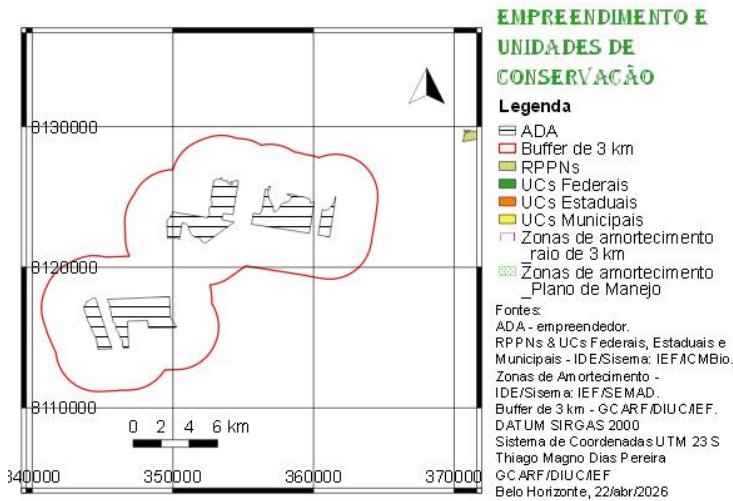 EMPREENDIMENTO E
UNIDADES DE
CONSERVAÇÃO
Legenda
ADA
Buffer de 3 km
RPPNs
UCs Federais
UCs Estaduais
UCs Municipais
Zonas de amortecimento
_raio de 3 km
Zonas de amortecimento
_Plano de Manejo
Fontes:
ADA - empreendedor.
RPPNs & UCs Federais, Estaduais e
Municipais - IDE/Sisema: IEF/ICMBio.
Zonas de Amortecimento -
IDE/Sisema: IEF/SEMAD.
Buffer de 3 km - GCARF/DIUC/IEF.
DATUM SIRGAS 2000
Sistema de Coordenadas UTM 23 S
Thiago Magno Dias Pereira
GCARF/DIUC/IEF
Belo Horizonte, 22/abr/2026
8130000
8120000
8110000
0 2 4 6 km
340000 350000 360000 370000